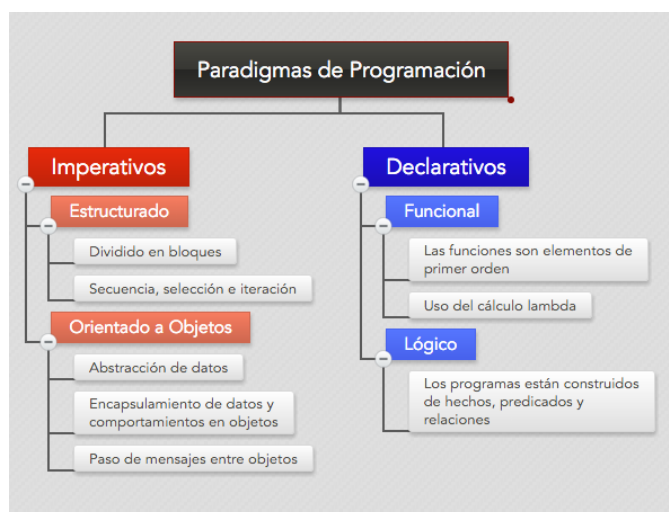 Paradigmas de Programación
Imperativos
Estructurado
Dividido en bloques
Secuencia, selección e iteración
Orientado a Objetos
Abstracción de datos
Encapsulamiento de datos y
comportamientos en objetos
Paso de mensajes entre objetos
Declarativos
Funcional
Las funciones son elementos de
primer orden
Uso del cálculo lambda
Lógico
Los programas están construidos
de hechos, predicados y
relaciones